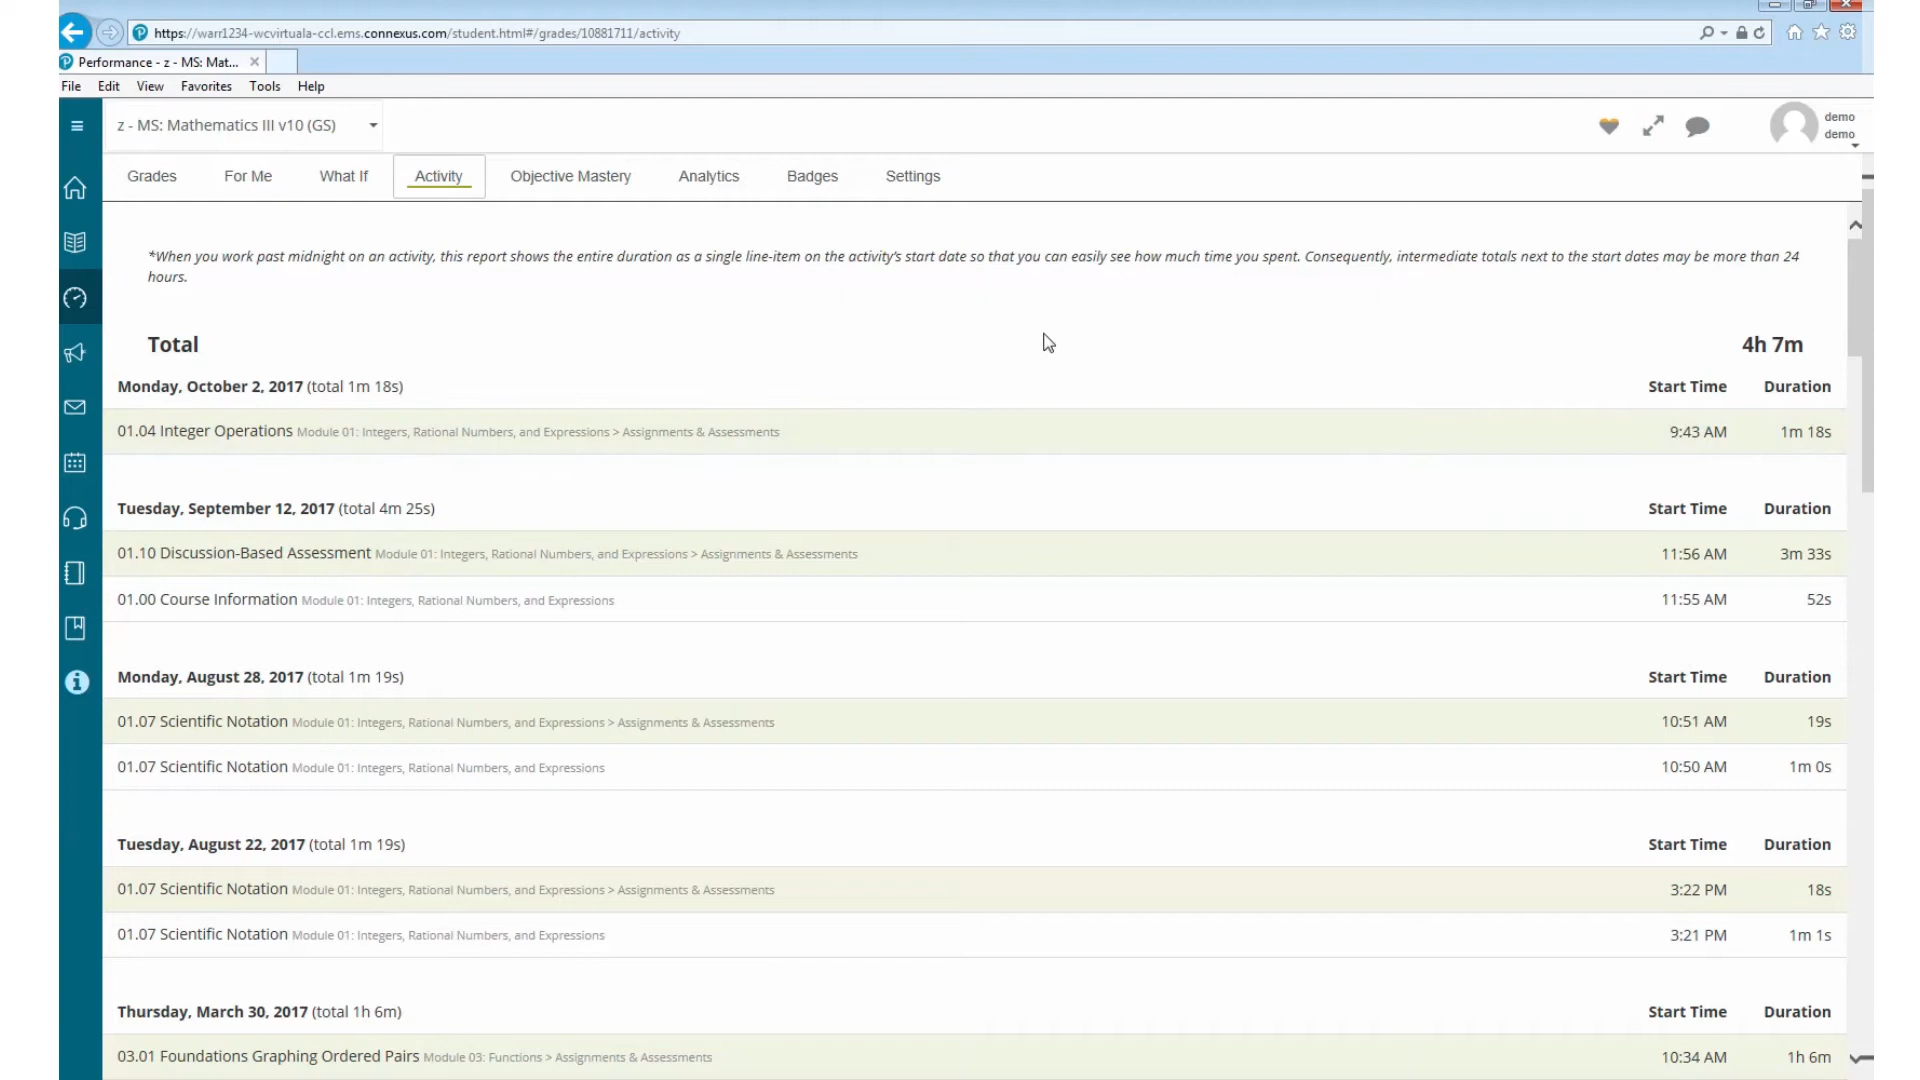 https://warr1234-wcvirtuala-ccl.ems.connexus.com/student.html#/grades/10881711/activity
Performance - z - MS: Mat...
File Edit View Favorites Tools Help
z - MS: Mathematics III v10 (GS)
demo
demo
Grades For Me What If Activity Objective Mastery Analytics Badges Settings
*When you work past midnight on an activity, this report shows the entire duration as a single line-item on the activity's start date so that you can easily see how much time you spent. Consequently, intermediate totals next to the start dates may be more than 24
hours.
Total 4h 7m
Monday, October 2, 2017 (total 1m 18s) Start Time Duration
01.04 Integer Operations Module 01: Integers, Rational Numbers, and Expressions > Assignments & Assessments 9:43 AM 1m 18s
Tuesday, September 12, 2017 (total 4m 25s) Start Time Duration
01.10 Discussion-Based Assessment Module 01: Integers, Rational Numbers, and Expressions > Assignments & Assessments 11:56 AM 3m 33s
01.00 Course Information Module 01: Integers, Rational Numbers, and Expressions 11:55 AM 52s
Monday, August 28, 2017 (total 1m 19s) Start Time Duration
01.07 Scientific Notation Module 01: Integers, Rational Numbers, and Expressions > Assignments & Assessments 10:51 AM 19s
01.07 Scientific Notation Module 01: Integers, Rational Numbers, and Expressions 10:50 AM 1m 0s
Tuesday, August 22, 2017 (total 1m 19s) Start Time Duration
01.07 Scientific Notation Module 01: Integers, Rational Numbers, and Expressions > Assignments & Assessments 3:22 PM 18s
01.07 Scientific Notation Module 01: Integers, Rational Numbers, and Expressions 3:21 PM 1m 1s
Thursday, March 30, 2017 (total 1h 6m) Start Time Duration
03.01 Foundations Graphing Ordered Pairs Module 03: Functions > Assignments & Assessments 10:34 AM 1h 6m